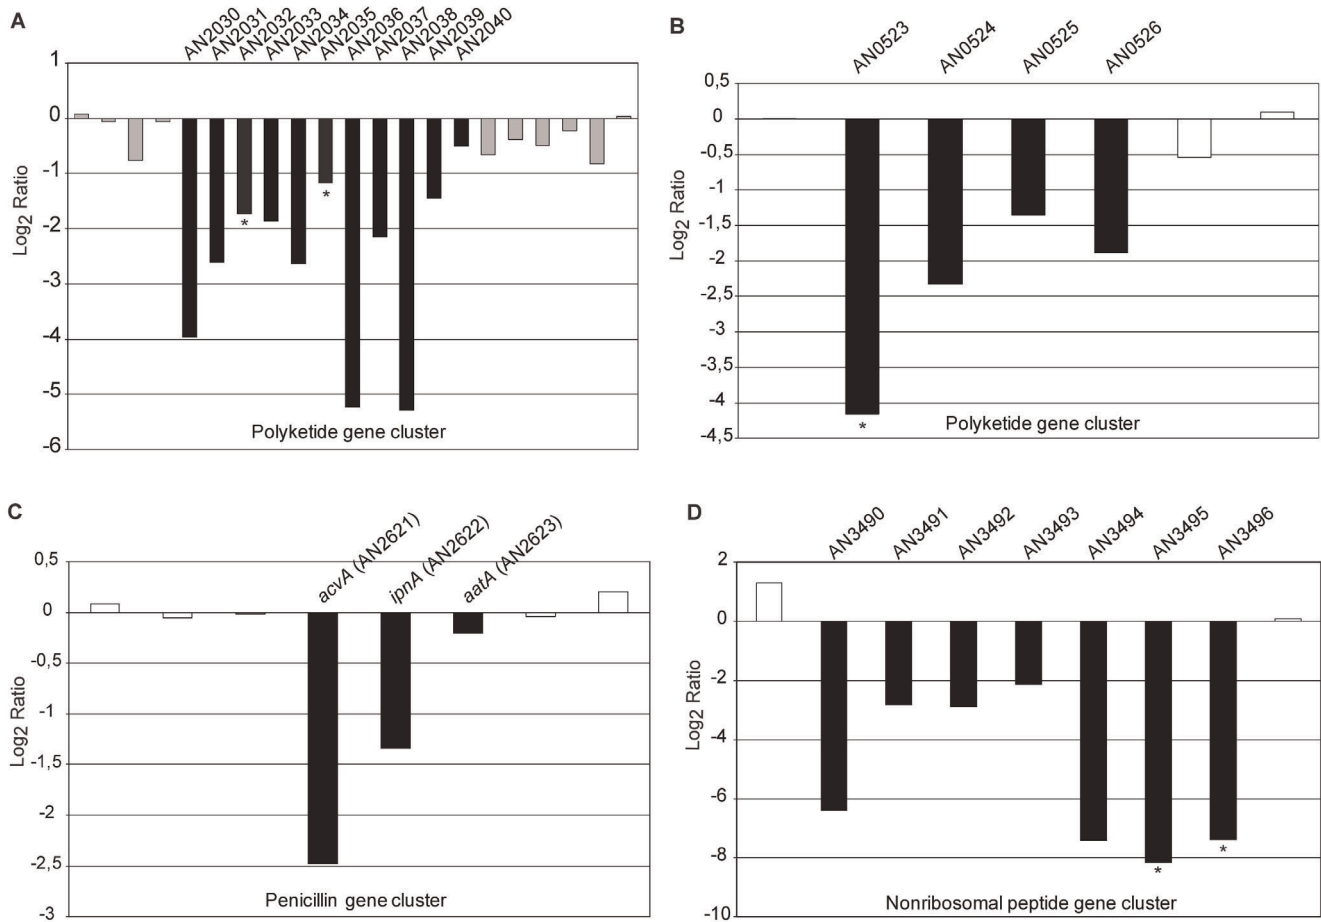 A
AN2030
AN2031
AN2032
AN2033
AN2034
AN2035
AN2036
AN2037
AN2038
AN2039
AN2040
1
0
-1
-2
-3
-4
-5
-6
Log2 Ratio
*
*
Polyketide gene cluster
B
AN0523
AN0524
AN0525
AN0526
0,5
0
-0,5
-1
-1,5
-2
-2,5
-3
-3,5
-4
-4,5
Log2 Ratio
*
Polyketide gene cluster
C
acvA (AN2621)
ipnA (AN2622)
aatA (AN2623)
0,5
0
-0,5
-1
-1,5
-2
-2,5
-3
Log2 Ratio
Penicillin gene cluster
D
AN3490
AN3491
AN3492
AN3493
AN3494
AN3495
AN3496
2
0
-2
-4
-6
-8
-10
Log2 Ratio
*
*
Nonribosomal peptide gene cluster